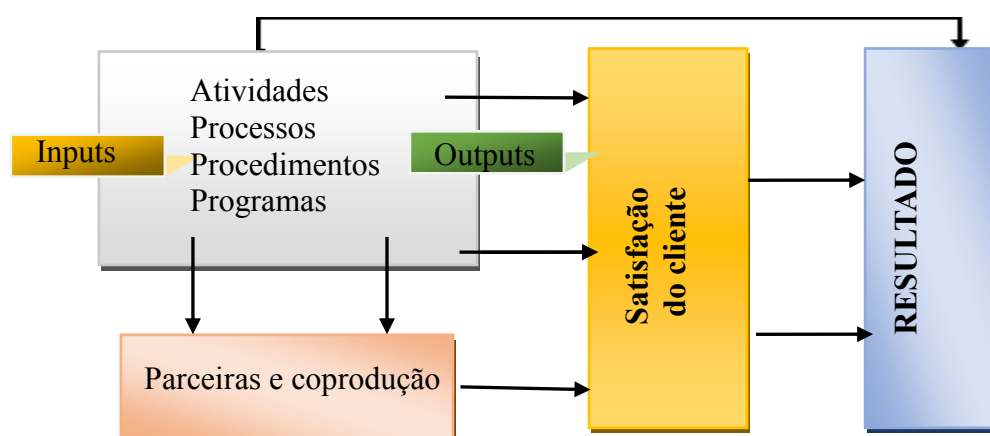 Inputs
Atividades
Processos
Procedimentos
Programas
Outputs
Parceiras e coprodução
Satisfação
do cliente
RESULTADO